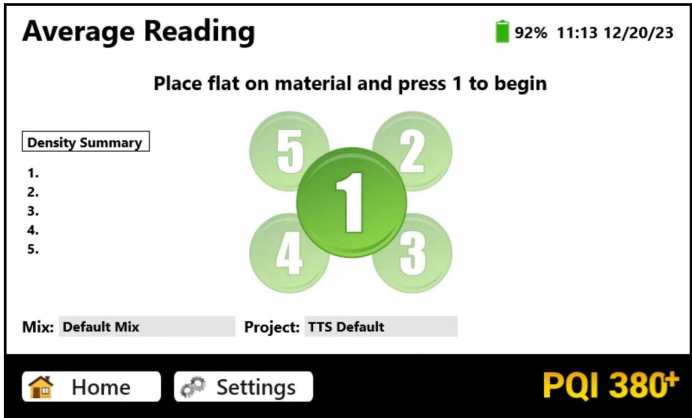 Average Reading
92% 11:13 12/20/23
Place flat on material and press 1 to begin
Density Summary
1.
2.
3.
4.
5.
5
2
1
4
3
Mix: Default Mix
Project: TTS Default
Home
Settings
PQI 380+